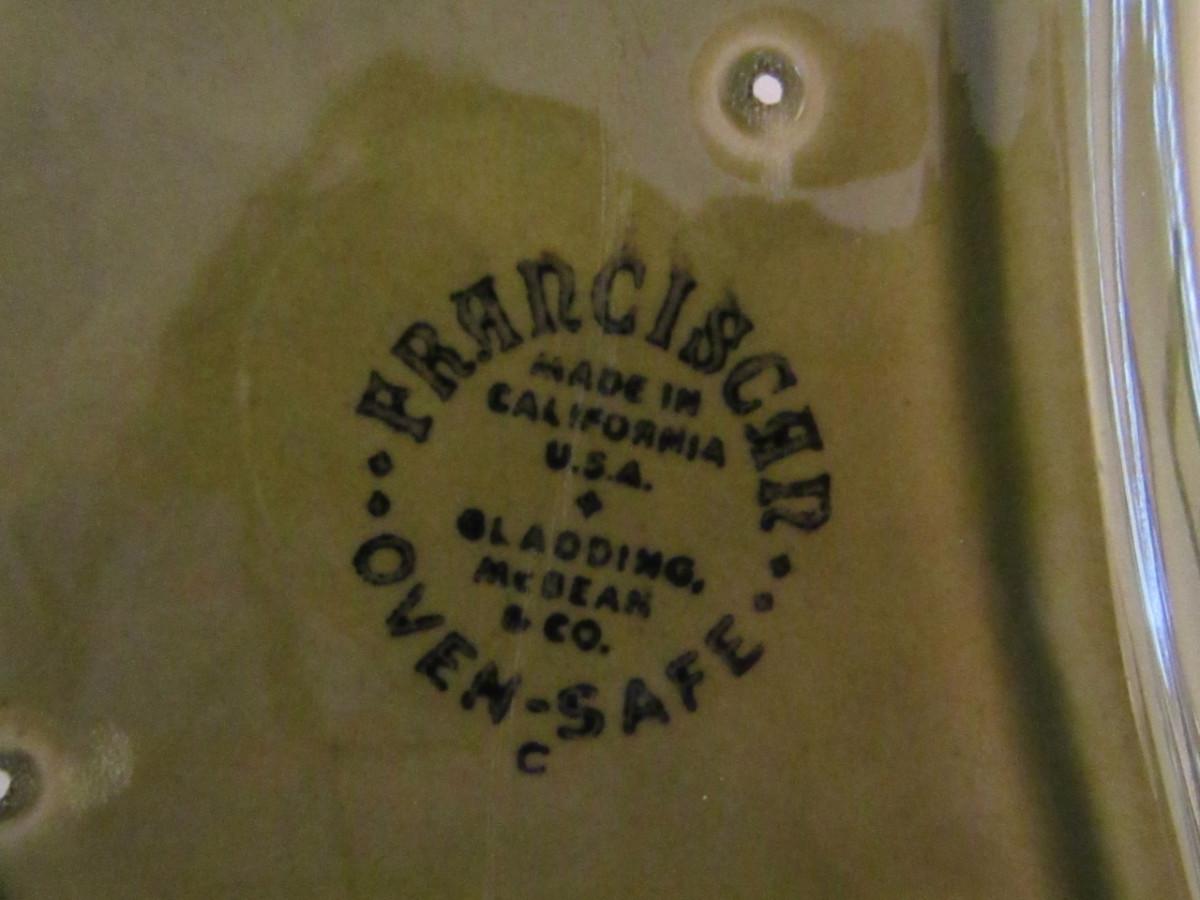 FRANCISCAN
MADE IN
CALIFORNIA
U.S.A.
GLADDING,
McBEAN
& CO.
OVEN-SAFE
C